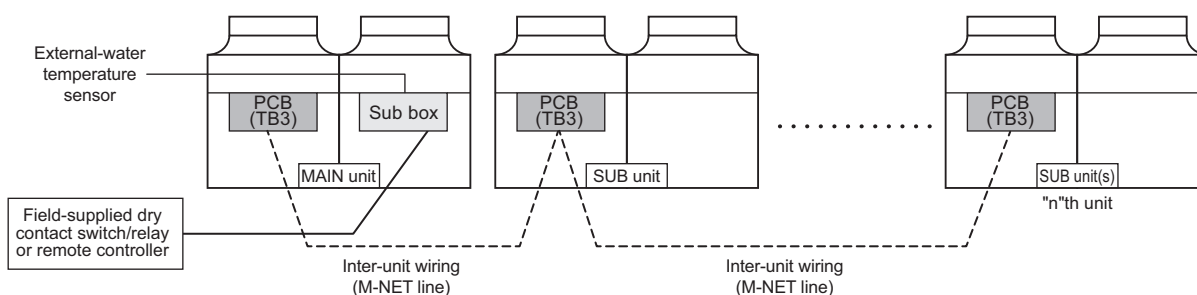 External-water
temperature
sensor
PCB
(TB3)
Sub box
MAIN unit
PCB
(TB3)
SUB unit
PCB
(TB3)
SUB unit(s)
"n"th unit
Field-supplied dry
contact switch/relay
or remote controller
Inter-unit wiring
(M-NET line)
Inter-unit wiring
(M-NET line)